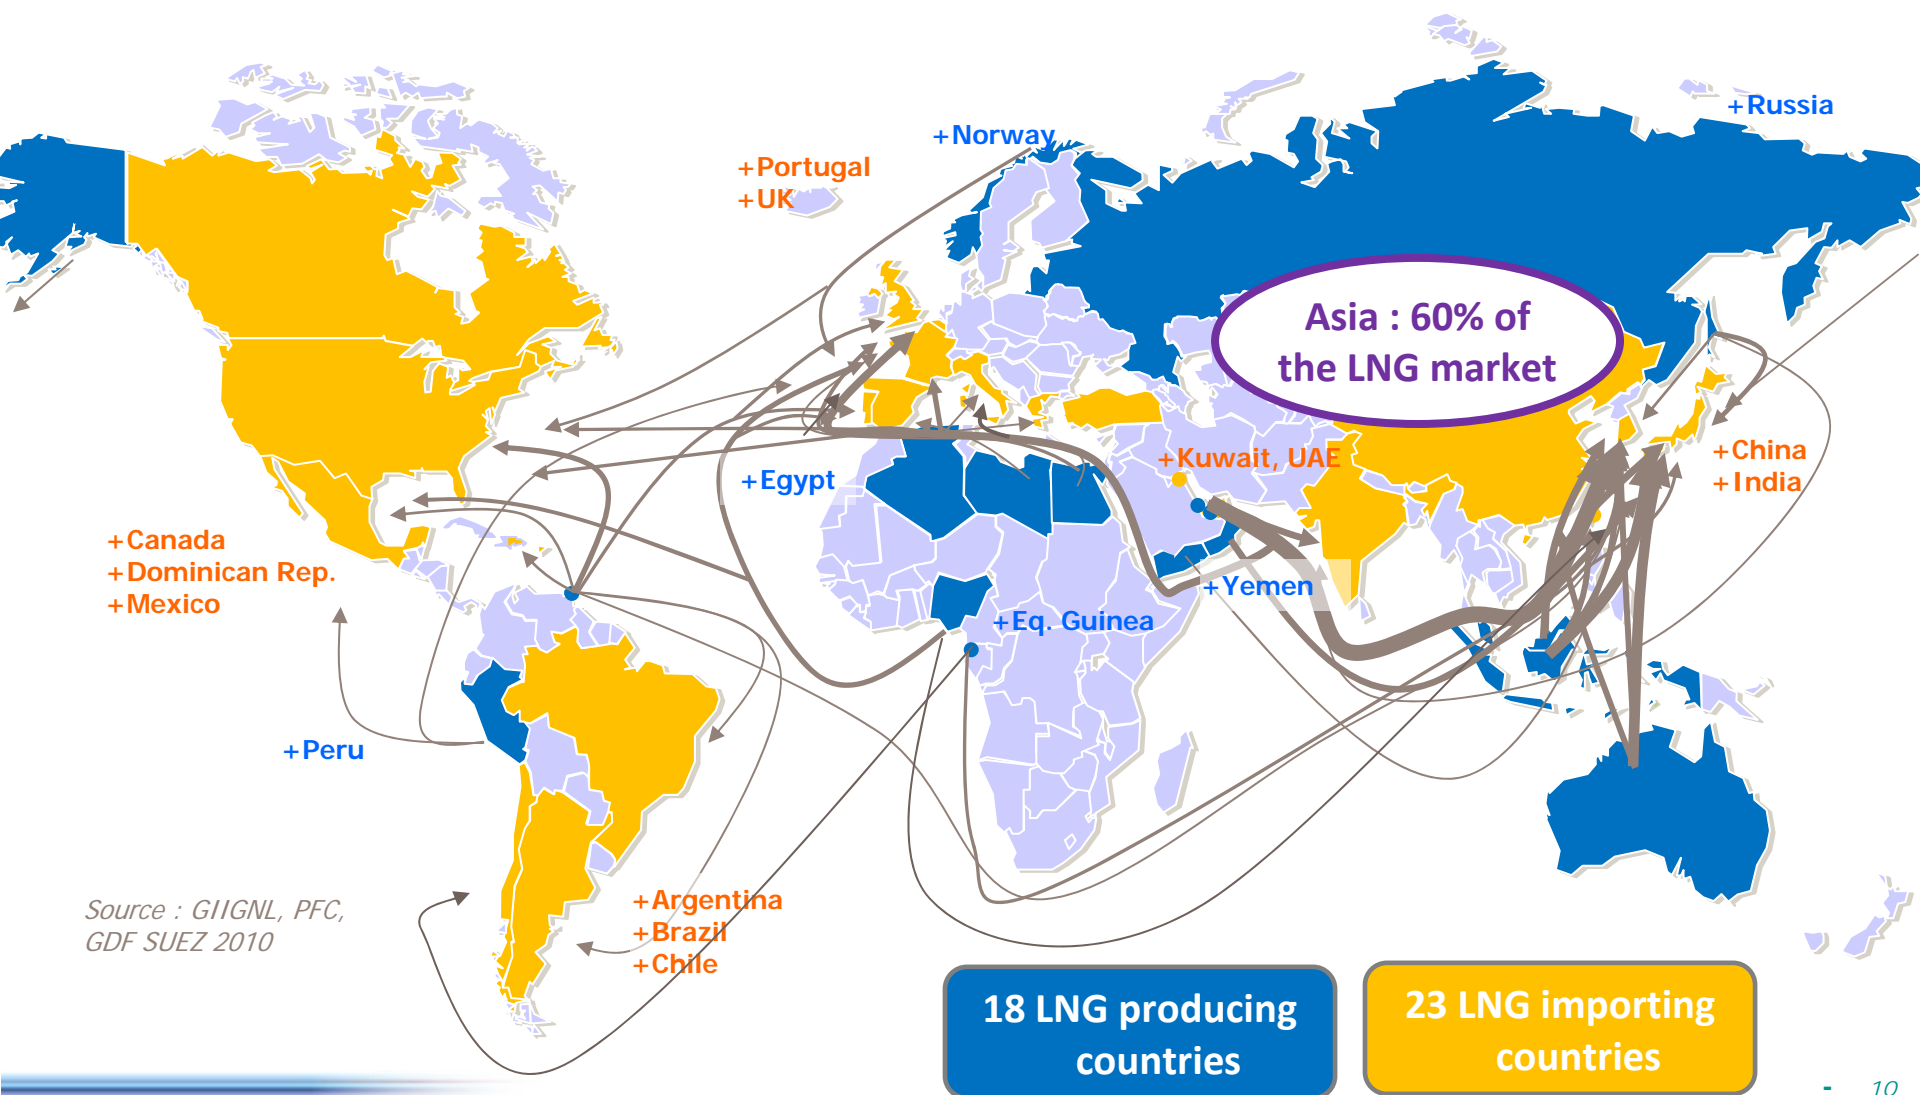 +Russia
+Norway
+Portugal
+UK
Asia : 60% of
the LNG market
+Kuwait, UAE
+China
+India
+Egypt
+Canada
+Dominican Rep.
+Mexico
+Yemen
+Eq. Guinea
+Peru
Source : GIIGNL, PFC,
GDF SUEZ 2010
+Argentina
+Brazil
+Chile
18 LNG producing
countries
23 LNG importing
countries
- 10